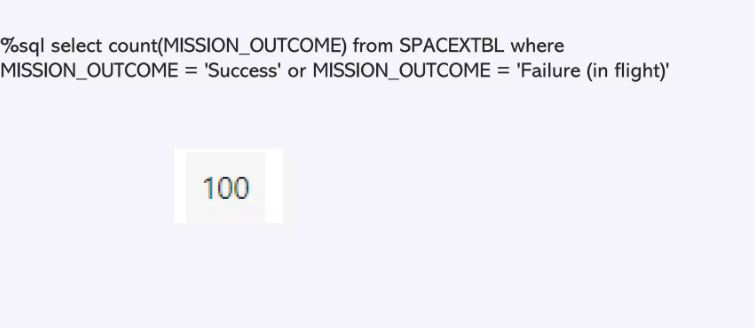 %sql select count(MISSION_OUTCOME) from SPACEXTBL where
MISSION_OUTCOME = 'Success' or MISSION_OUTCOME = 'Failure (in flight)'
100